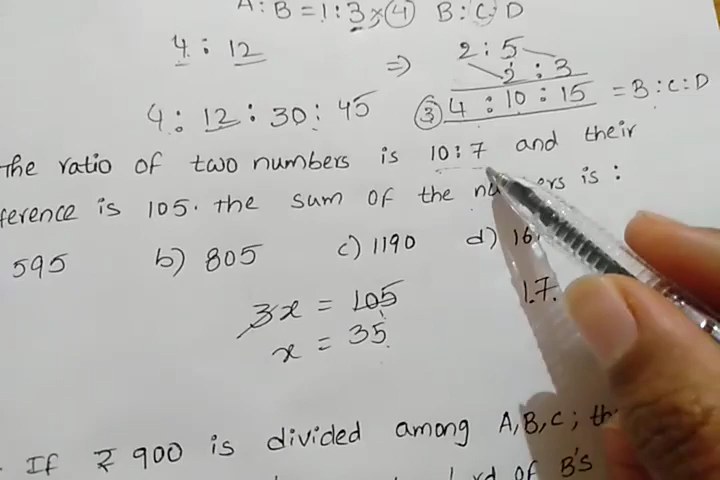 A : B = 1 : 3 × 4 B : C : D
4 : 12
⇒ 2 : 5
2 : 3
4 : 12 : 30 : 45
3 4 : 10 : 15 = B : C : D
The ratio of two numbers is 10 : 7 and their
ference is 105. the sum of the is :
595 b) 805 c) 1190 d) 16
3x = 105
17.
x = 35
If ₹ 900 is divided among A, B, C ;
of B's